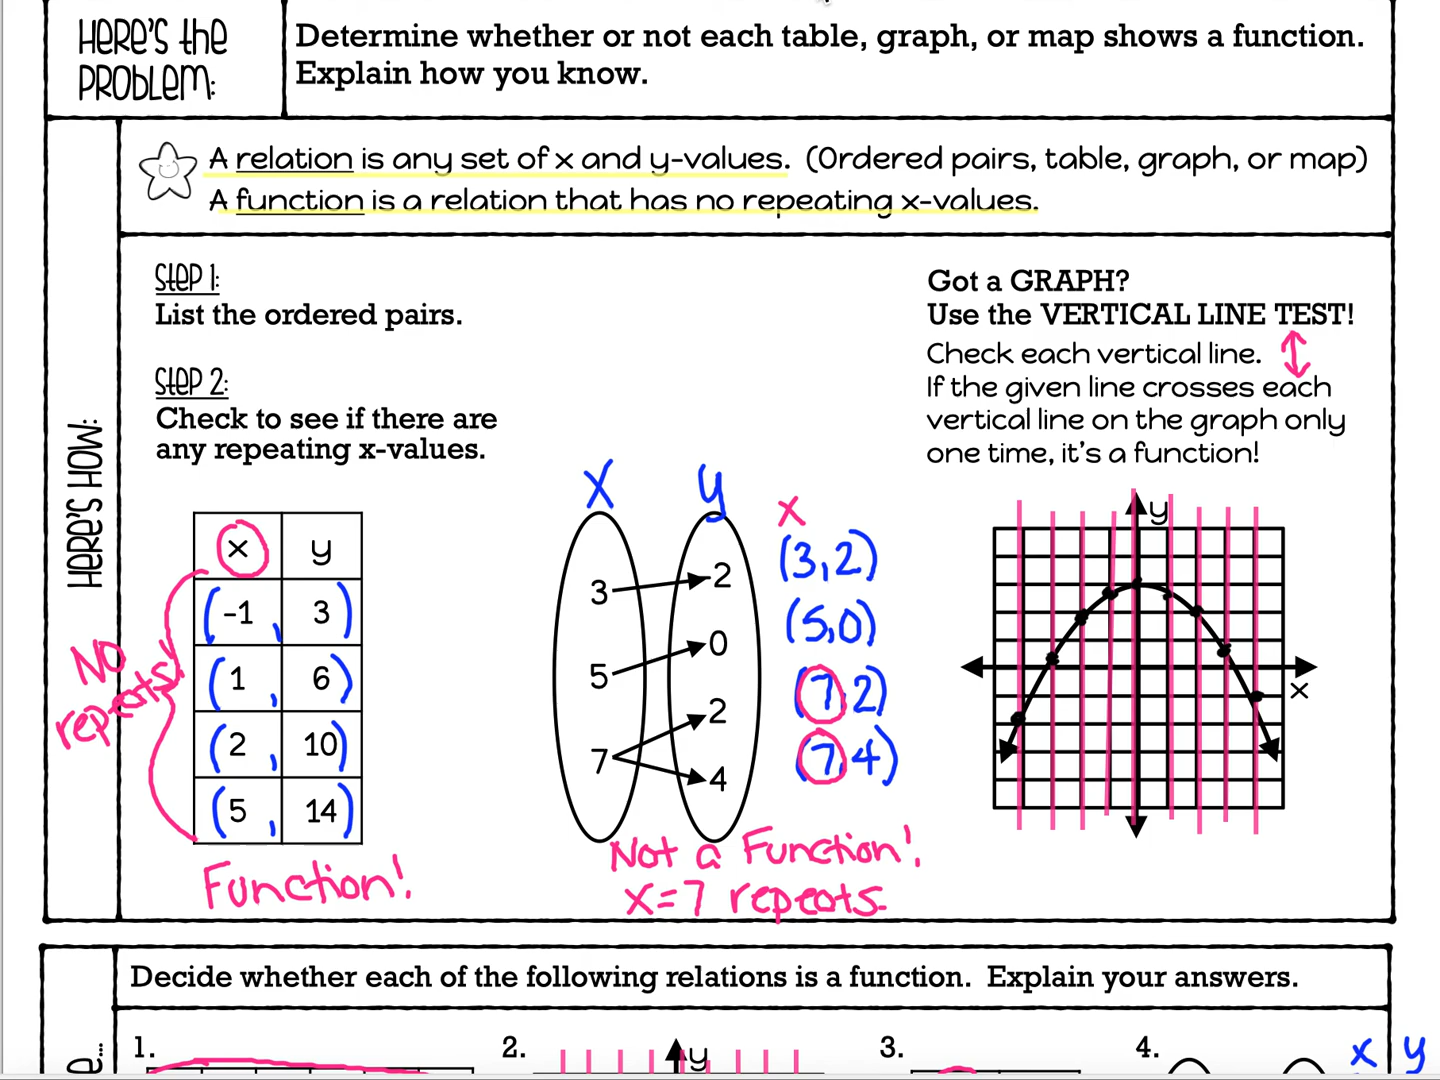 HERE'S the
PROBLEM:
Determine whether or not each table, graph, or map shows a function.
Explain how you know.
HERE'S HOW:
A relation is any set of x and y-values. (Ordered pairs, table, graph, or map)
A function is a relation that has no repeating x-values.
Step 1:
List the ordered pairs.
Step 2:
Check to see if there are
any repeating x-values.
Got a GRAPH?
Use the VERTICAL LINE TEST!
Check each vertical line.
If the given line crosses each
vertical line on the graph only
one time, it's a function!
x y
(-1, 3)
(1, 6)
(2, 10)
(5, 14)
No
repeats!
Function!
x y
3 2
5 0
7 2
4
x
(3,2)
(5,0)
(7,2)
(7,4)
Not a Function!
x=7 repeats.
y
x
Decide whether each of the following relations is a function. Explain your answers.
1.
2.
y
3.
4.
x y